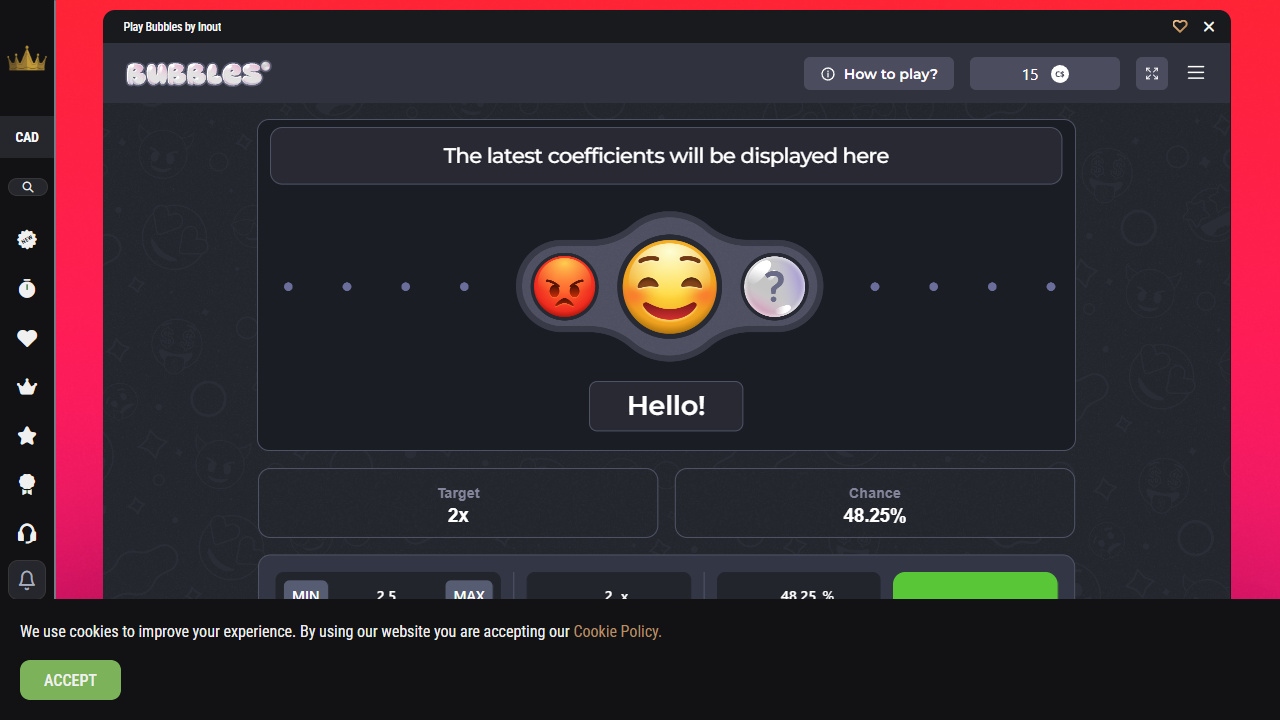 Play Bubbles by Inout
BUBBLES
How to play?
15 C$
CAD
NEW
The latest coefficients will be displayed here
?
Hello!
Target
2x
Chance
48.25%
MIN 2.5 MAX 2 x 48.25 %
We use cookies to improve your experience. By using our website you are accepting our Cookie Policy.
ACCEPT